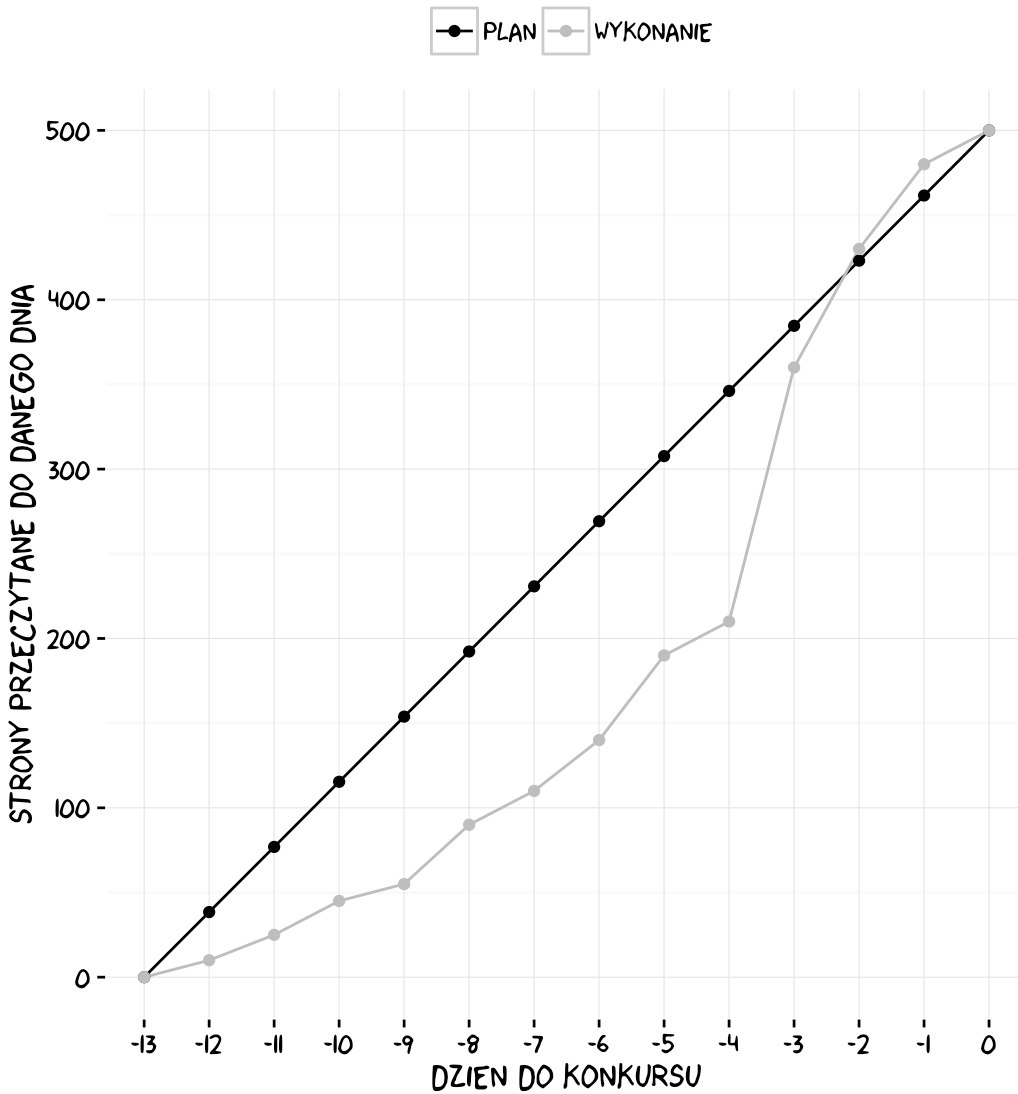 PLAN WYKONANIE
500
400
300
200
100
0
STRONY PRZECZYTANE DO DANEGO DNIA
-13 -12 -11 -10 -9 -8 -7 -6 -5 -4 -3 -2 -1 0
DZIEN DO KONKURSU